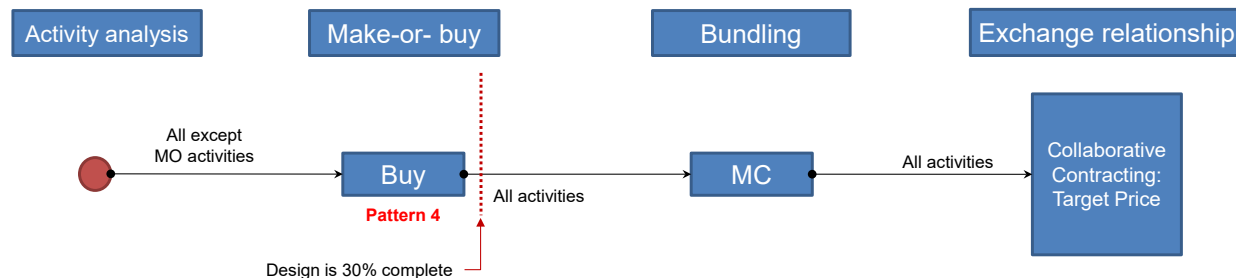 Activity analysis
Make-or- buy
Bundling
Exchange relationship
All except
MO activities
Buy
Pattern 4
All activities
MC
All activities
Collaborative
Contracting:
Target Price
Design is 30% complete